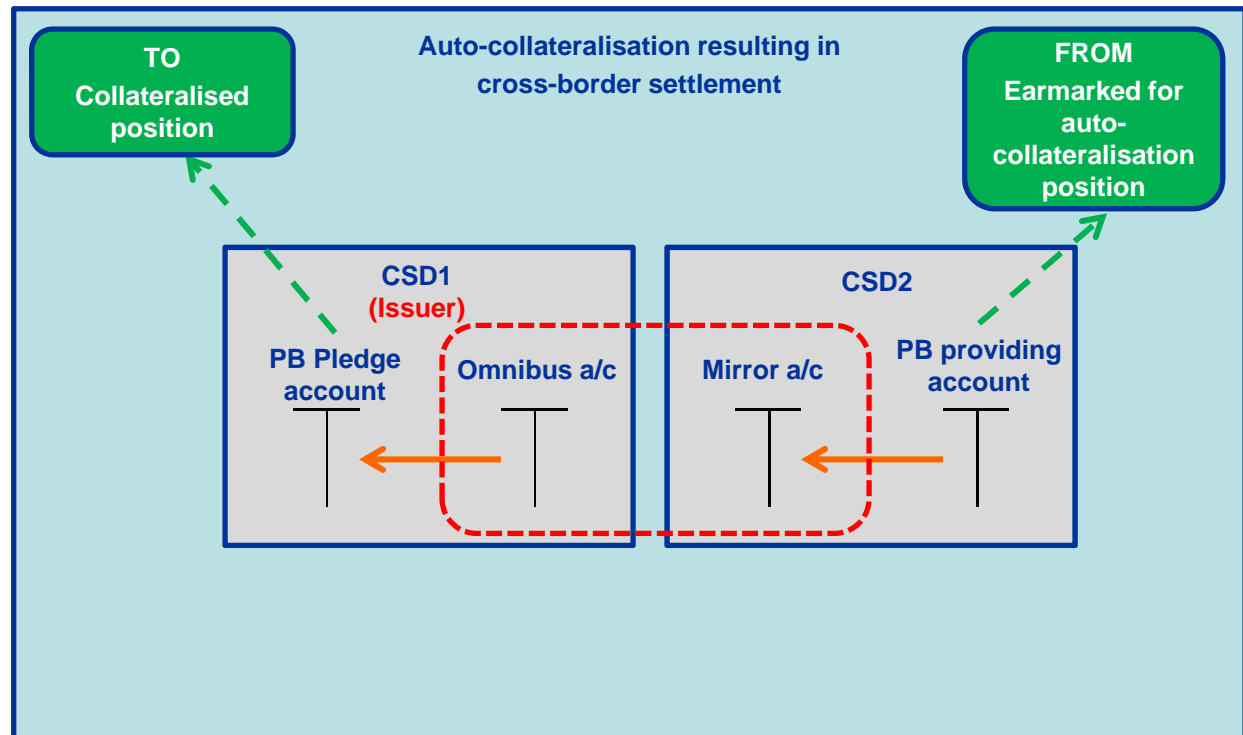 Auto-collateralisation resulting in
cross-border settlement
TO
Collateralised
position
FROM
Earmarked for
auto-
collateralisation
position
CSD1
(Issuer)
PB Pledge
account
Omnibus a/c
CSD2
Mirror a/c
PB providing
account